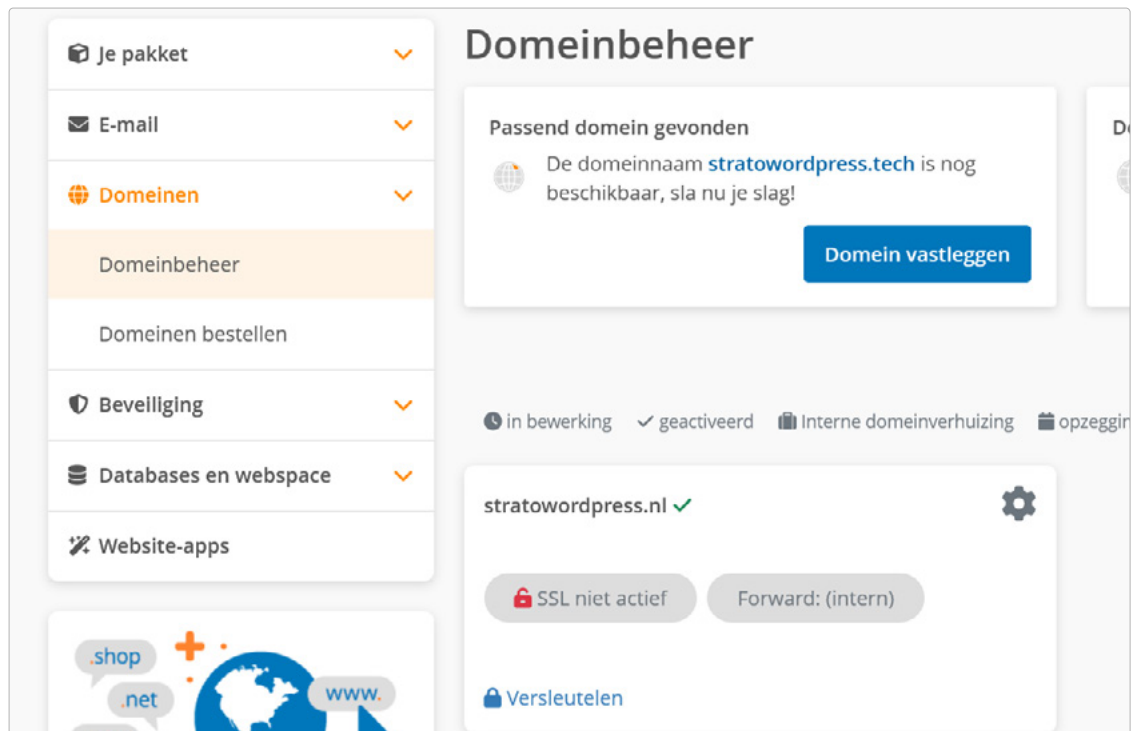 Je pakket
E-mail
Domeinen
Domeinbeheer
Domeinen bestellen
Beveiliging
Databases en webspace
Website-apps
.shop
.net
www.
Domeinbeheer
Passend domein gevonden
De domeinnaam stratowordpress.tech is nog
beschikbaar, sla nu je slag!
Domein vastleggen
in bewerking geactiveerd Interne domeinverhuizing
stratowordpress.nl
SSL niet actief Forward: (intern)
Versleutelen